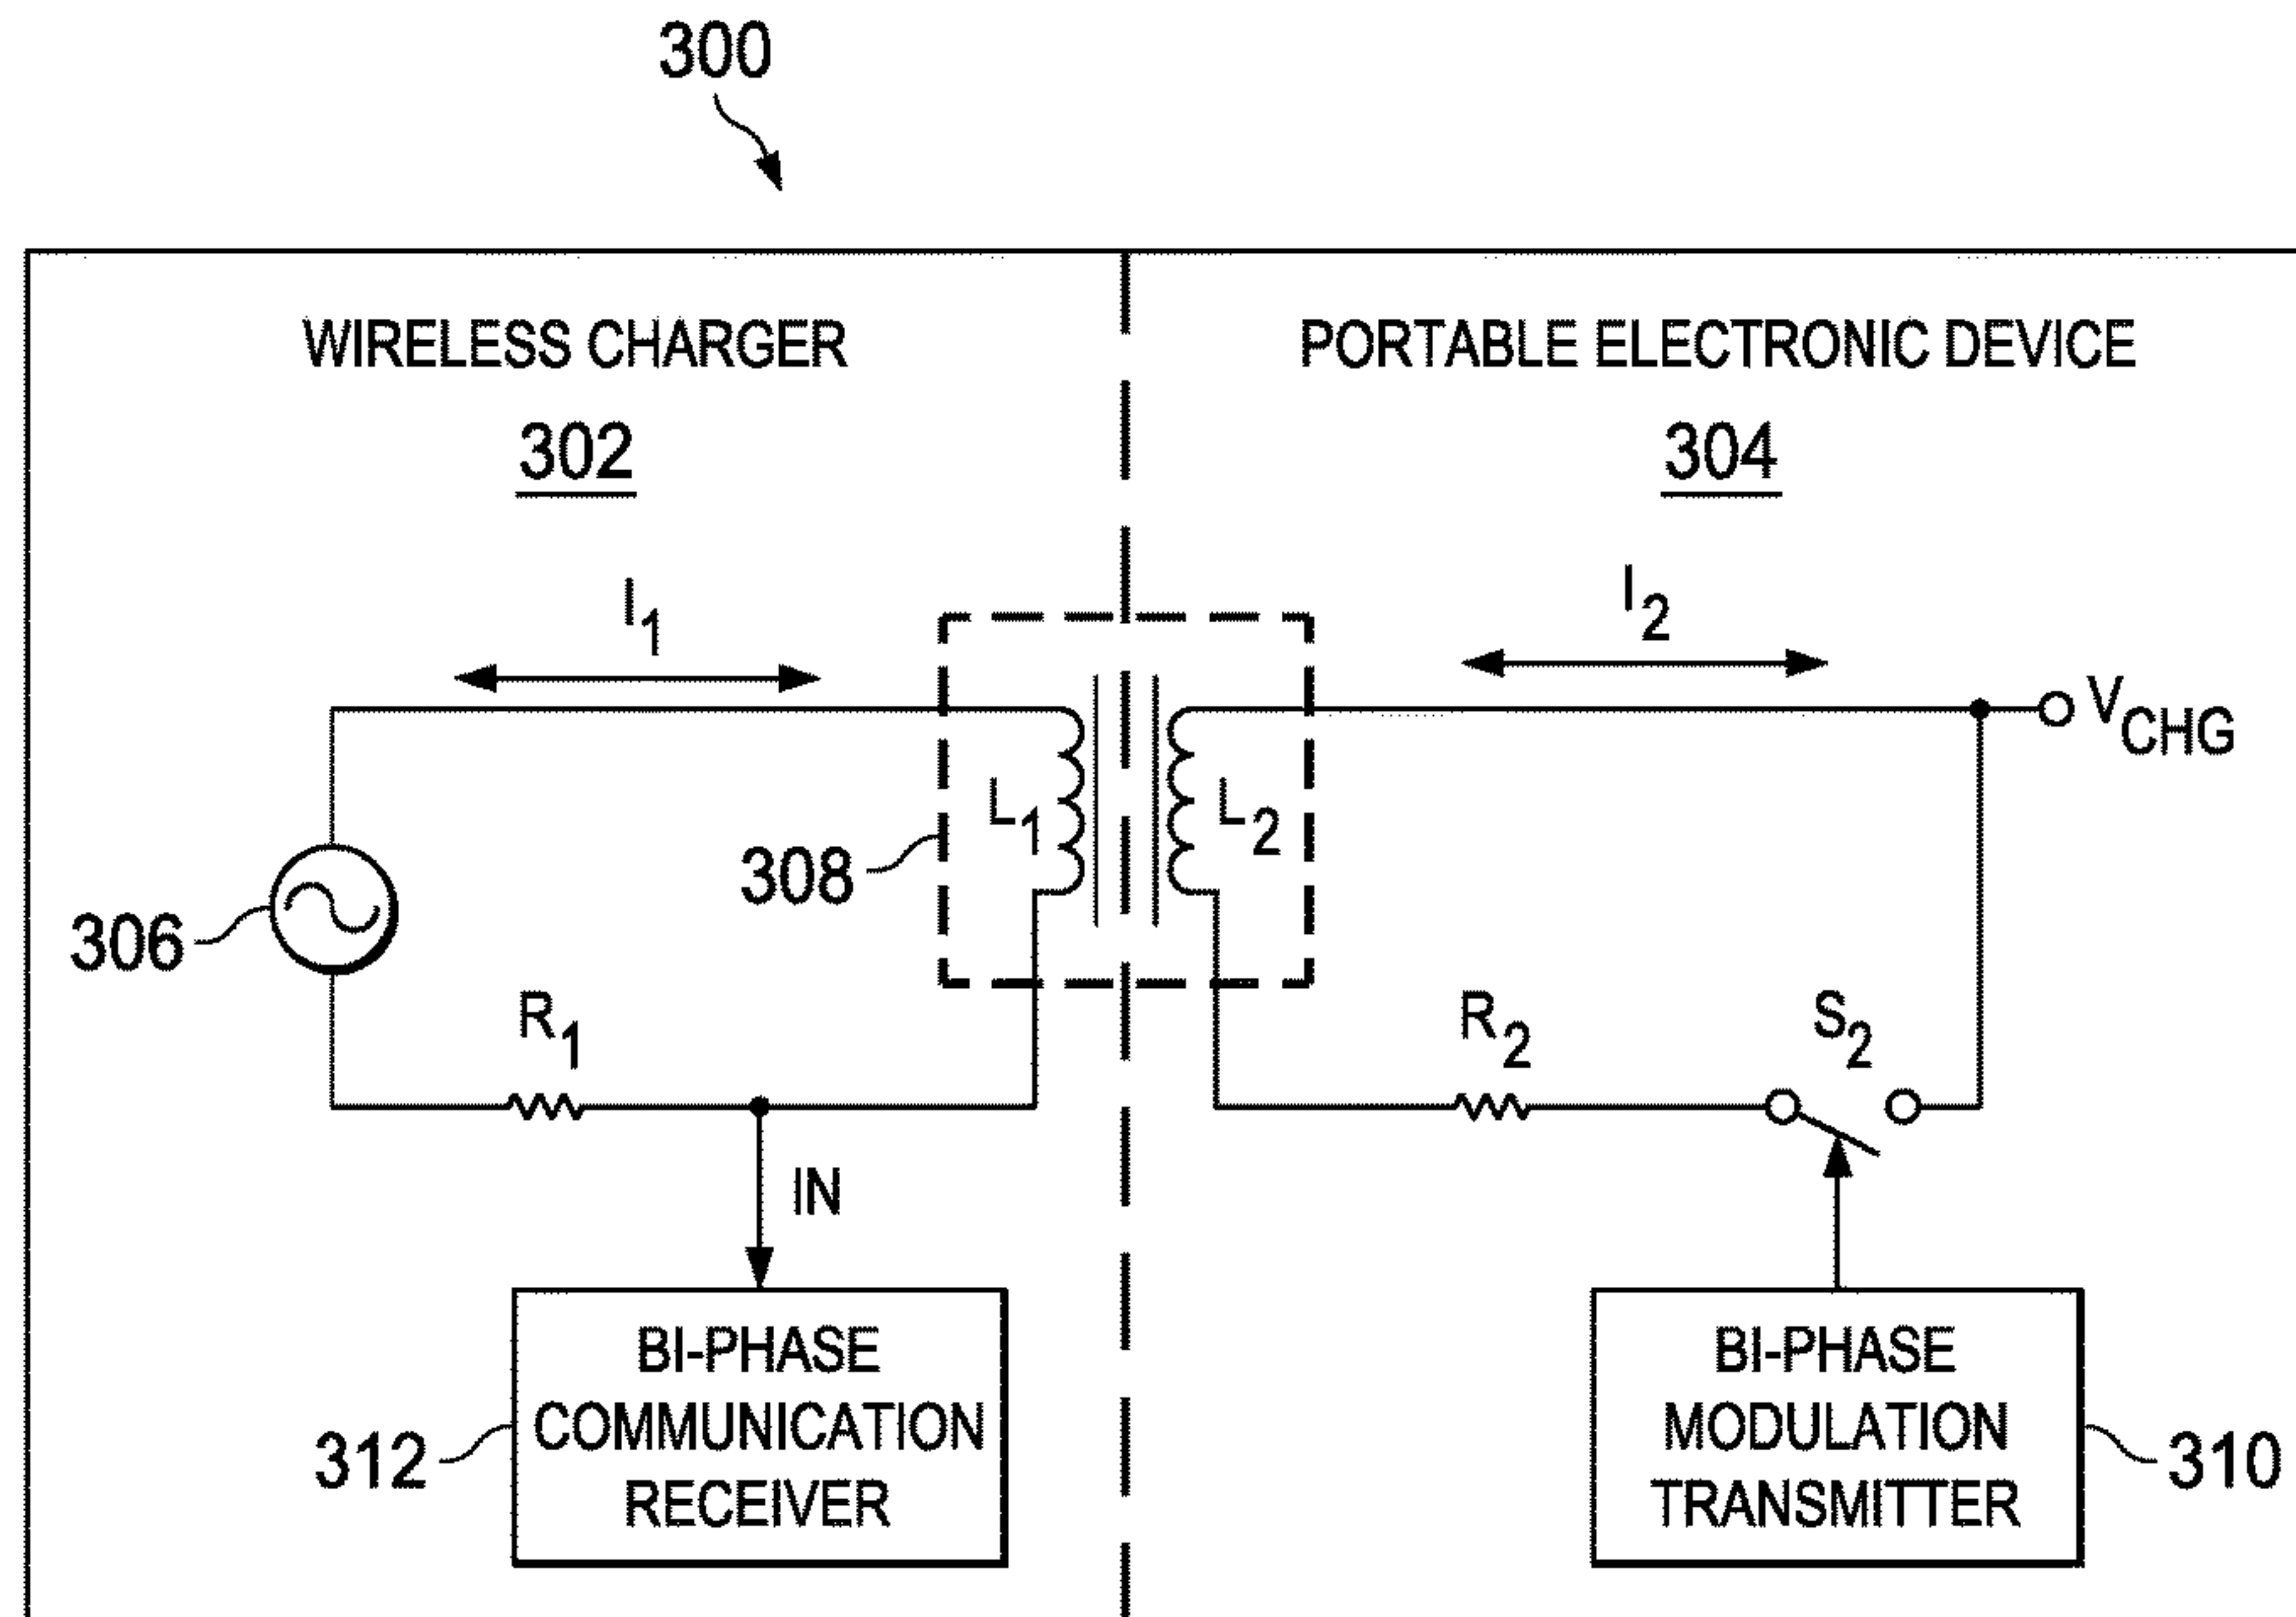 300
WIRELESS CHARGER
302
PORTABLE ELECTRONIC DEVICE
304
I1
I2
VCHG
L1
L2
308
306
R1
R2
S2
IN
BI-PHASE
COMMUNICATION
RECEIVER
312
BI-PHASE
MODULATION
TRANSMITTER
310